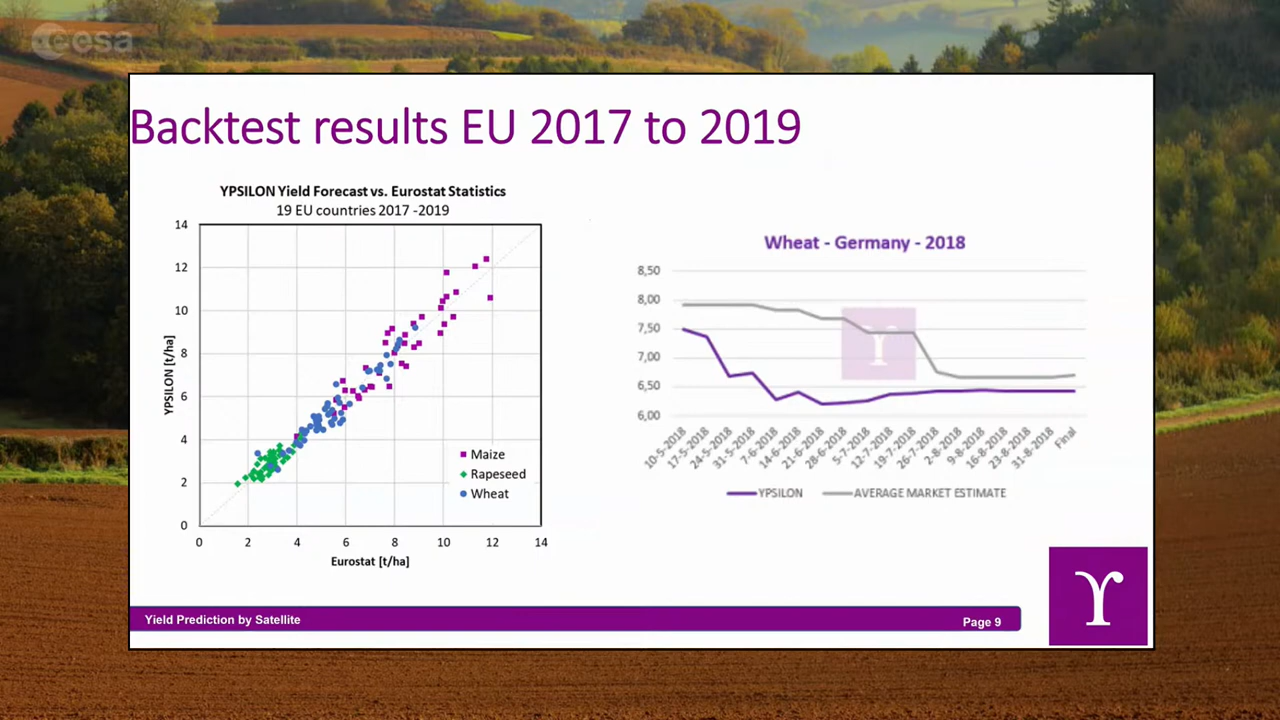 esa
Backtest results EU 2017 to 2019
YPSILON Yield Forecast vs. Eurostat Statistics
19 EU countries 2017 -2019
14
12
10
8
6
4
2
0
YPSILON [t/ha]
0 2 4 6 8 10 12 14
Eurostat [t/ha]
Maize
Rapeseed
Wheat
Wheat - Germany - 2018
8,50
8,00
7,50
7,00
6,50
6,00
10-5-2018 17-5-2018 24-5-2018 31-5-2018 7-6-2018 14-6-2018 21-6-2018 28-6-2018 5-7-2018 12-7-2018 19-7-2018 26-7-2018 2-8-2018 9-8-2018 16-8-2018 23-8-2018 31-8-2018 Final
YPSILON AVERAGE MARKET ESTIMATE
Yield Prediction by Satellite
Page 9